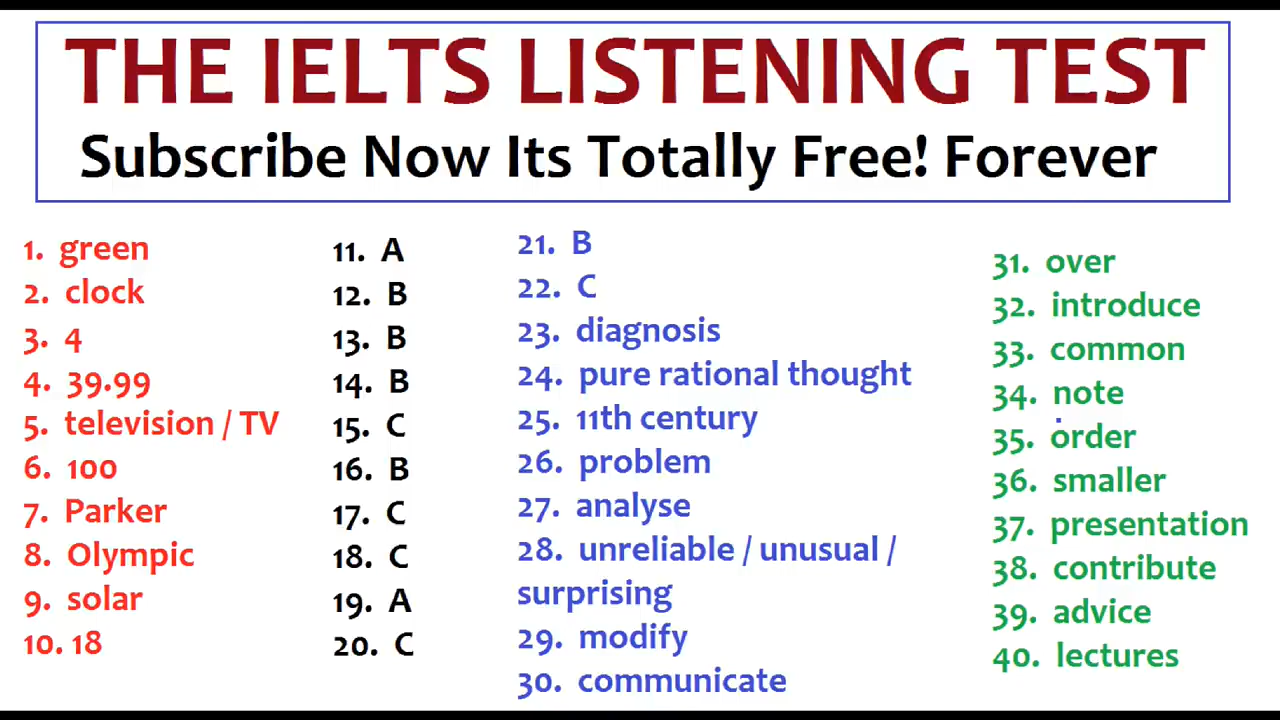 THE IELTS LISTENING TEST
Subscribe Now Its Totally Free! Forever
1. green
2. clock
3. 4
4. 39.99
5. television / TV
6. 100
7. Parker
8. Olympic
9. solar
10. 18
11. A
12. B
13. B
14. B
15. C
16. B
17. C
18. C
19. A
20. C
21. B
22. C
23. diagnosis
24. pure rational thought
25. 11th century
26. problem
27. analyse
28. unreliable / unusual /
surprising
29. modify
30. communicate
31. over
32. introduce
33. common
34. note
35. order
36. smaller
37. presentation
38. contribute
39. advice
40. lectures